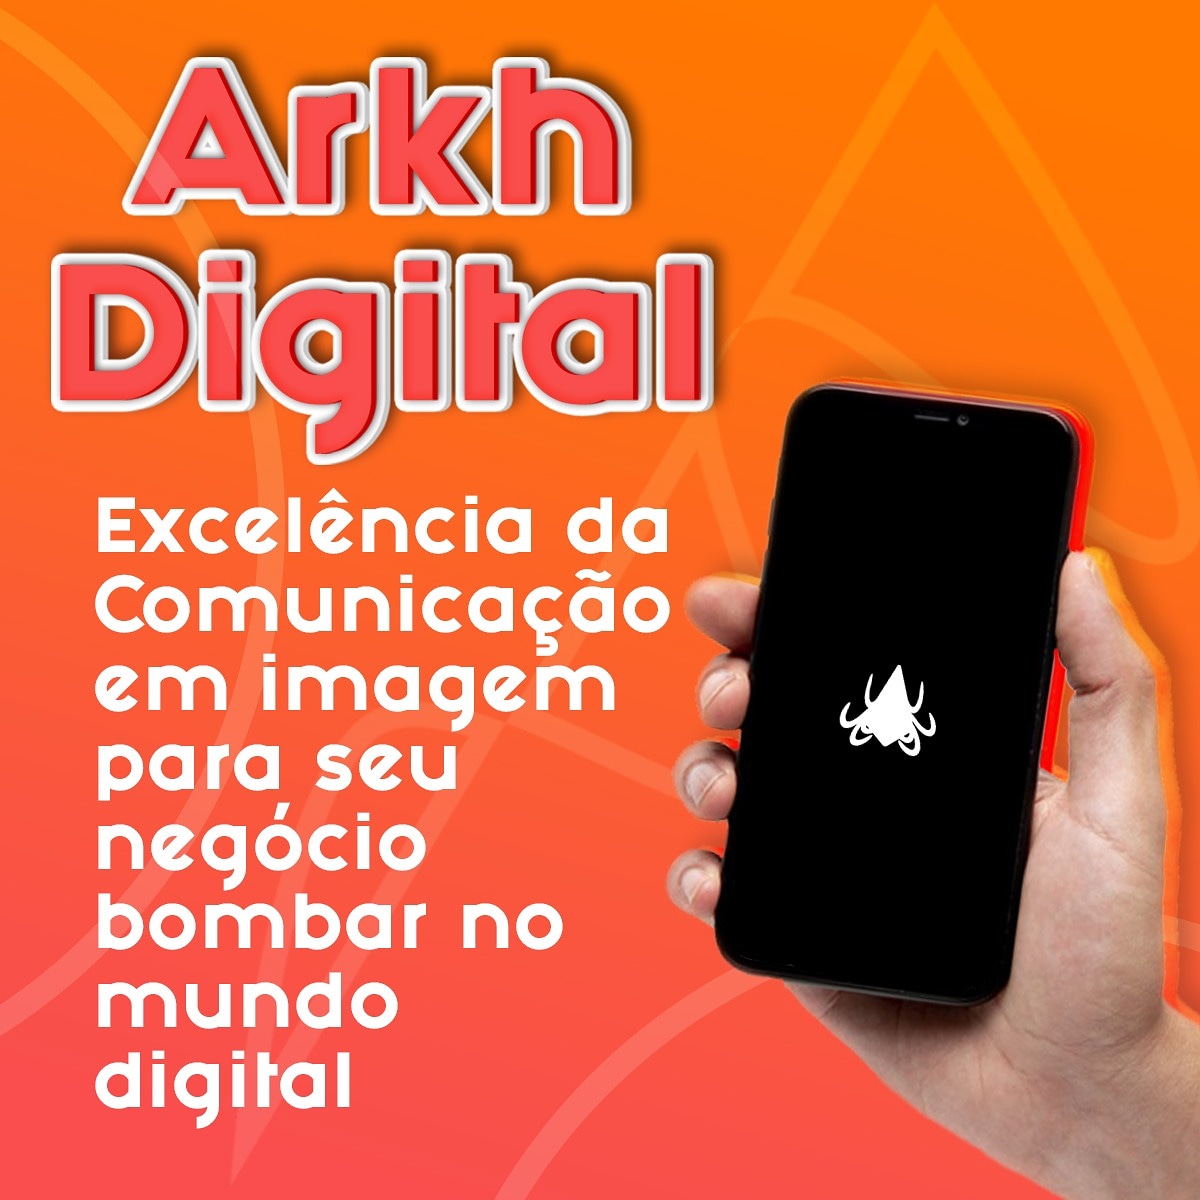 Arkh
Digital
Excelência da
Comunicação
em imagem
para seu
negócio
bombar no
mundo
digital